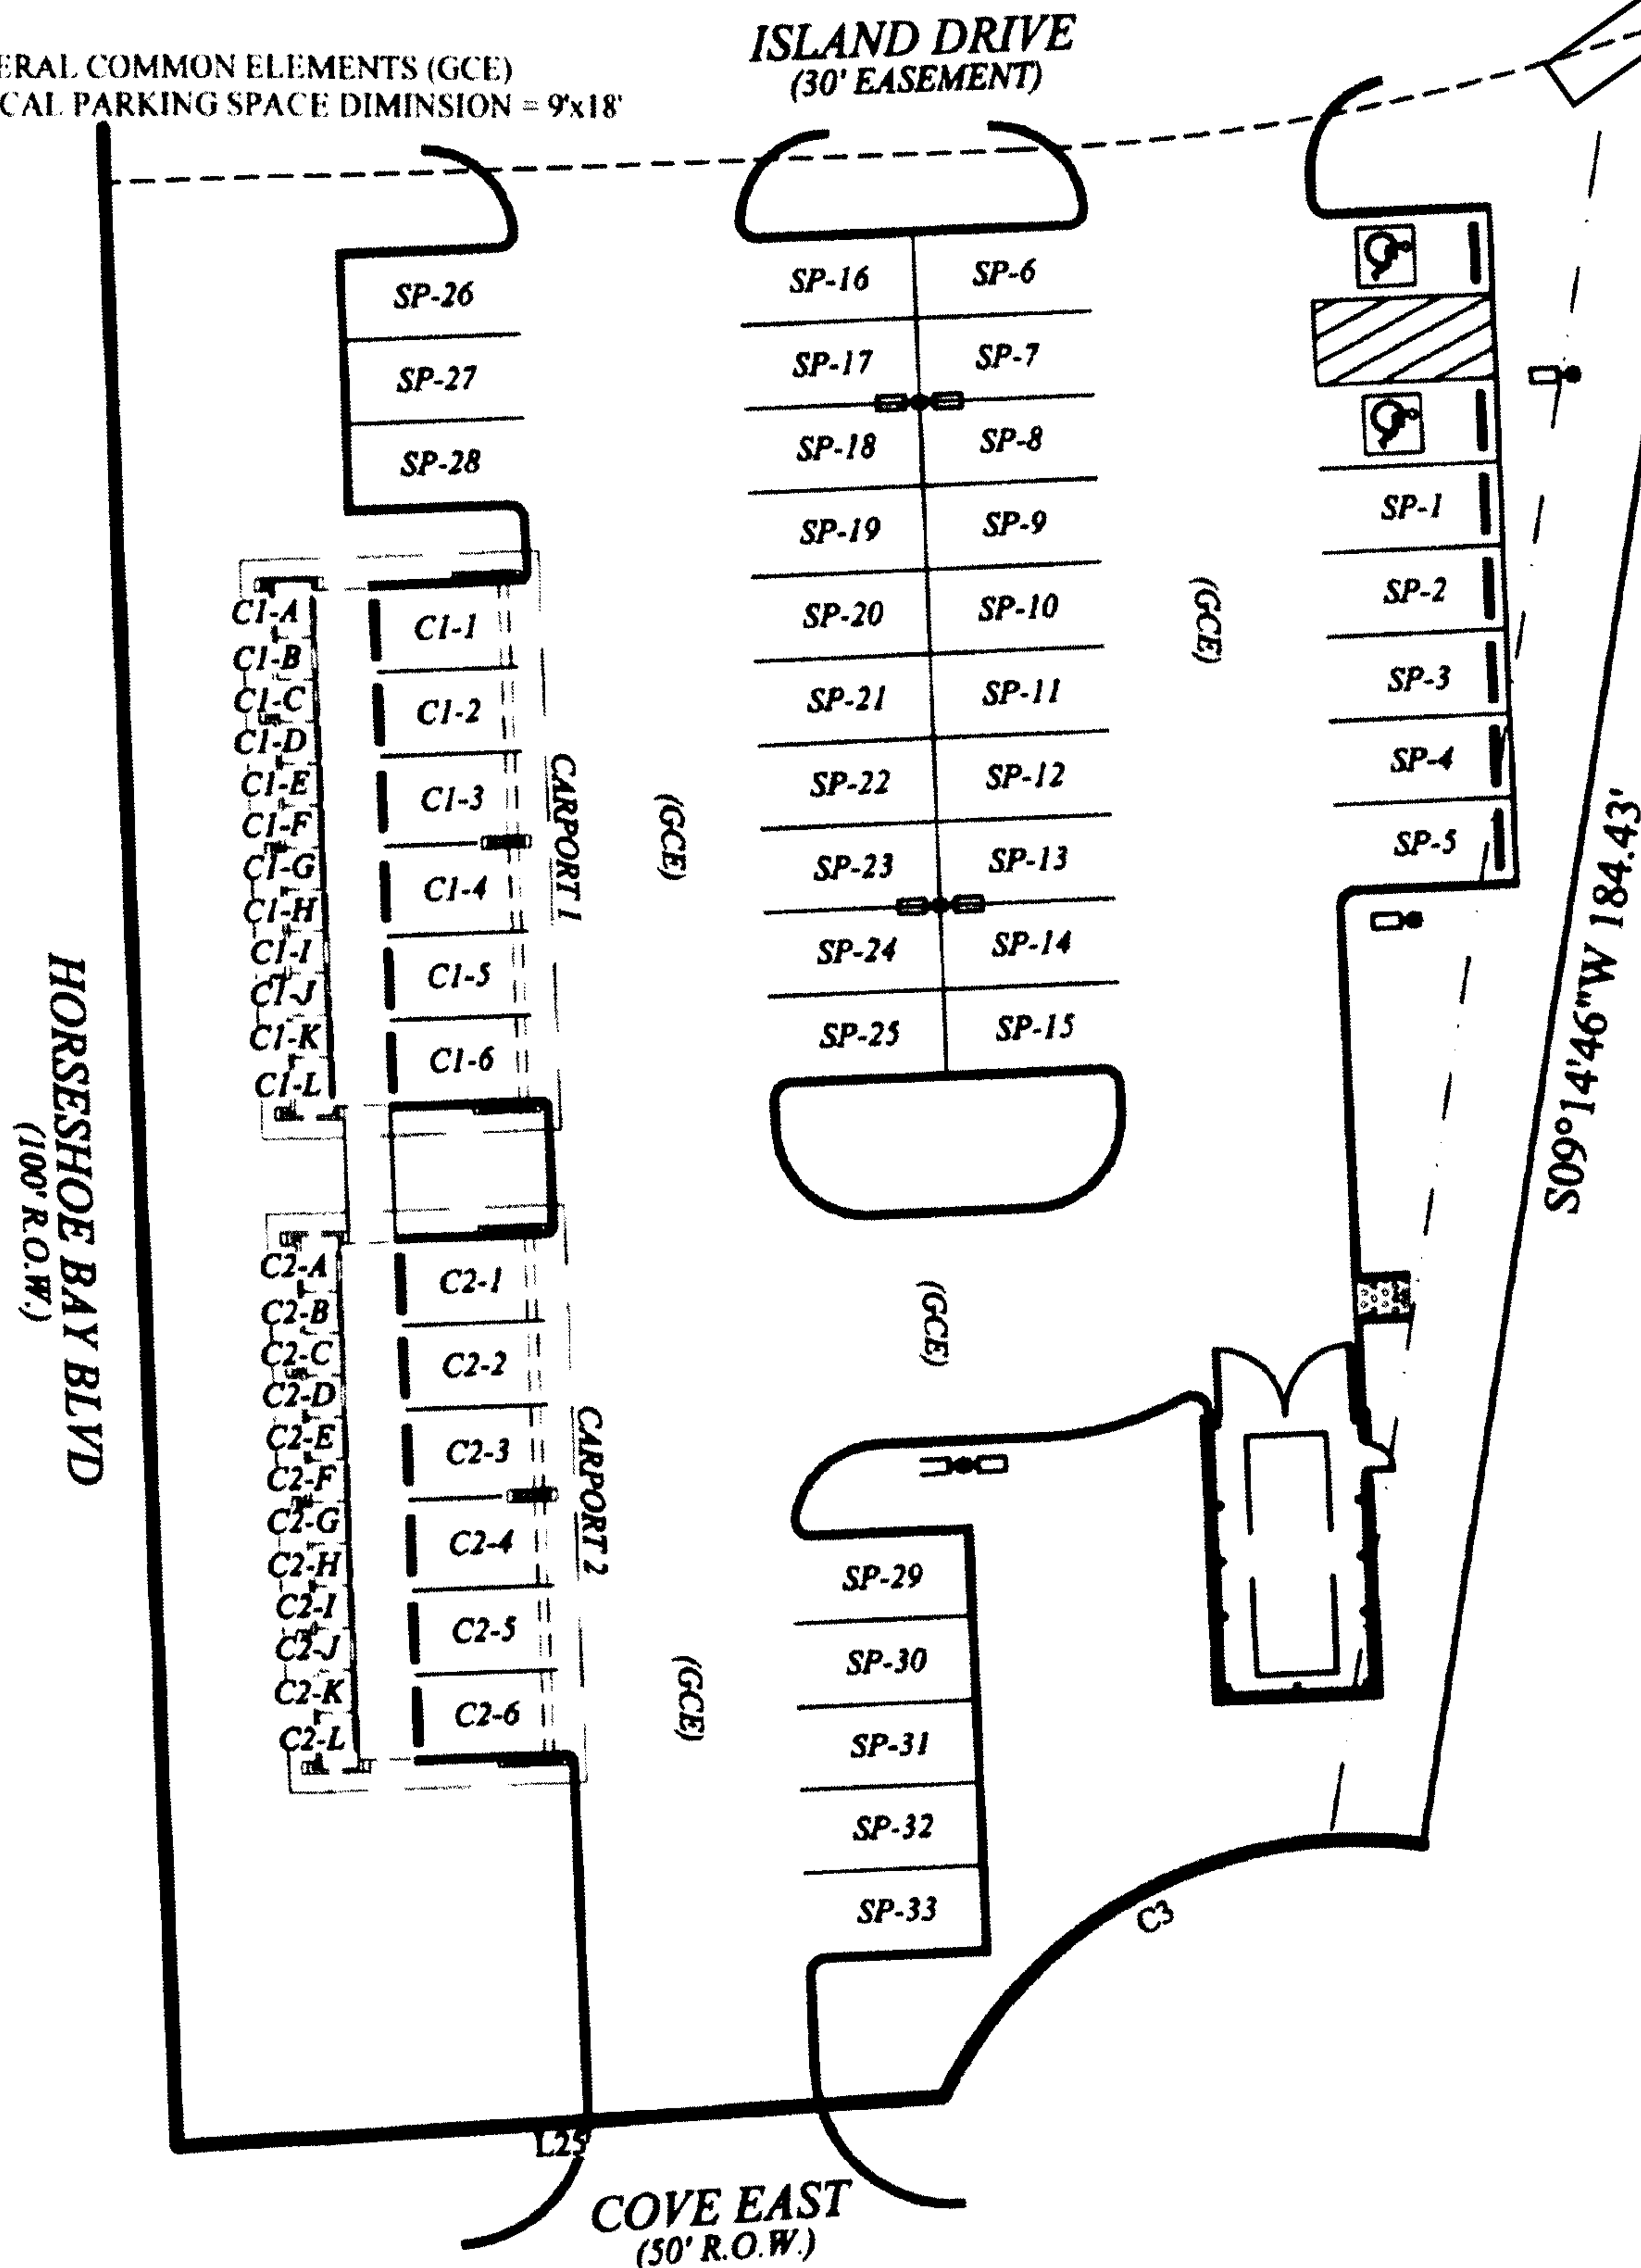 ERAL COMMON ELEMENTS (GCE)
CAL PARKING SPACE DIMINSION = 9'x18'
ISLAND DRIVE
(30' EASEMENT)
SP-26
SP-27
SP-28
SP-16
SP-6
SP-17
SP-7
SP-18
SP-8
SP-19
SP-9
SP-20
SP-10
SP-21
SP-11
SP-22
SP-12
SP-23
SP-13
SP-24
SP-14
SP-25
SP-15
SP-1
SP-2
SP-3
SP-4
SP-5
(GCE)
(GCE)
S09°14'46"W 184.43'
C1-A
C1-B
C1-C
C1-D
C1-E
C1-F
C1-G
C1-H
C1-I
C1-J
C1-K
C1-L
C1-1
C1-2
C1-3
C1-4
C1-5
C1-6
CARPORT 1
HORSESHOE BAY BLVD
(100' R.O.W.)
C2-A
C2-B
C2-C
C2-D
C2-E
C2-F
C2-G
C2-H
C2-I
C2-J
C2-K
C2-L
C2-1
C2-2
C2-3
C2-4
C2-5
C2-6
CARPORT 2
(GCE)
(GCE)
SP-29
SP-30
SP-31
SP-32
SP-33
C3
L25
COVE EAST
(50' R.O.W.)